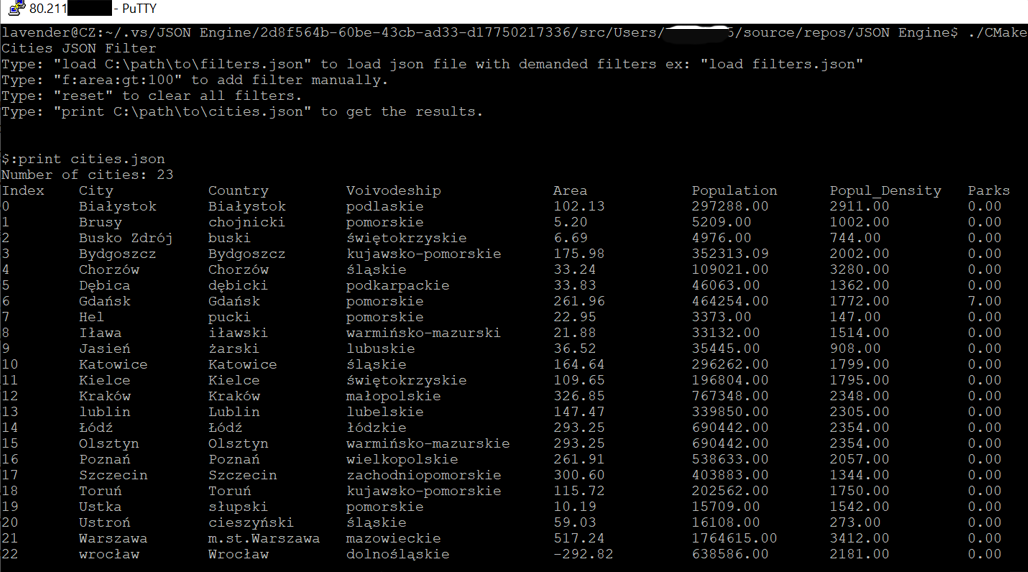 80.211 - PuTTY
lavender@CZ:~/.vs/JSON Engine/2d8f564b-60be-43cb-ad33-d17750217336/src/Users/ /source/repos/JSON Engine$ ./CMake
Cities JSON Filter
Type: "load C:\path\to\filters.json" to load json file with demanded filters ex: "load filters.json"
Type: "f:area:gt:100" to add filter manually.
Type: "reset" to clear all filters.
Type: "print C:\path\to\cities.json" to get the results.
$:print cities.json
Number of cities: 23
Index City Country Voivodeship Area Population Popul_Density Parks
0 Białystok Białystok podlaskie 102.13 297288.00 2911.00 0.00
1 Brusy chojnicki pomorskie 5.20 5209.00 1002.00 0.00
2 Busko Zdrój buski świętokrzyskie 6.69 4976.00 744.00 0.00
3 Bydgoszcz Bydgoszcz kujawsko-pomorskie 175.98 352313.09 2002.00 0.00
4 Chorzów Chorzów śląskie 33.24 109021.00 3280.00 0.00
5 Dębica dębicki podkarpackie 33.83 46063.00 1362.00 0.00
6 Gdańsk Gdańsk pomorskie 261.96 464254.00 1772.00 7.00
7 Hel pucki pomorskie 22.95 3373.00 147.00 0.00
8 Iława iławski warmińsko-mazurski 21.88 33132.00 1514.00 0.00
9 Jasień żarski lubuskie 36.52 35445.00 908.00 0.00
10 Katowice Katowice śląskie 164.64 296262.00 1799.00 0.00
11 Kielce Kielce świętokrzyskie 109.65 196804.00 1795.00 0.00
12 Kraków Kraków małopolskie 326.85 767348.00 2348.00 0.00
13 lublin Lublin lubelskie 147.47 339850.00 2305.00 0.00
14 Łódź Łódź łódzkie 293.25 690442.00 2354.00 0.00
15 Olsztyn Olsztyn warmińsko-mazurskie 293.25 690442.00 2354.00 0.00
16 Poznań Poznań wielkopolskie 261.91 538633.00 2057.00 0.00
17 Szczecin Szczecin zachodniopomorskie 300.60 403883.00 1344.00 0.00
18 Toruń Toruń kujawsko-pomorskie 115.72 202562.00 1750.00 0.00
19 Ustka słupski pomorskie 10.19 15709.00 1542.00 0.00
20 Ustroń cieszyński śląskie 59.03 16108.00 273.00 0.00
21 Warszawa m.st.Warszawa mazowieckie 517.24 1764615.00 3412.00 0.00
22 wrocław Wrocław dolnośląskie -292.82 638586.00 2181.00 0.00